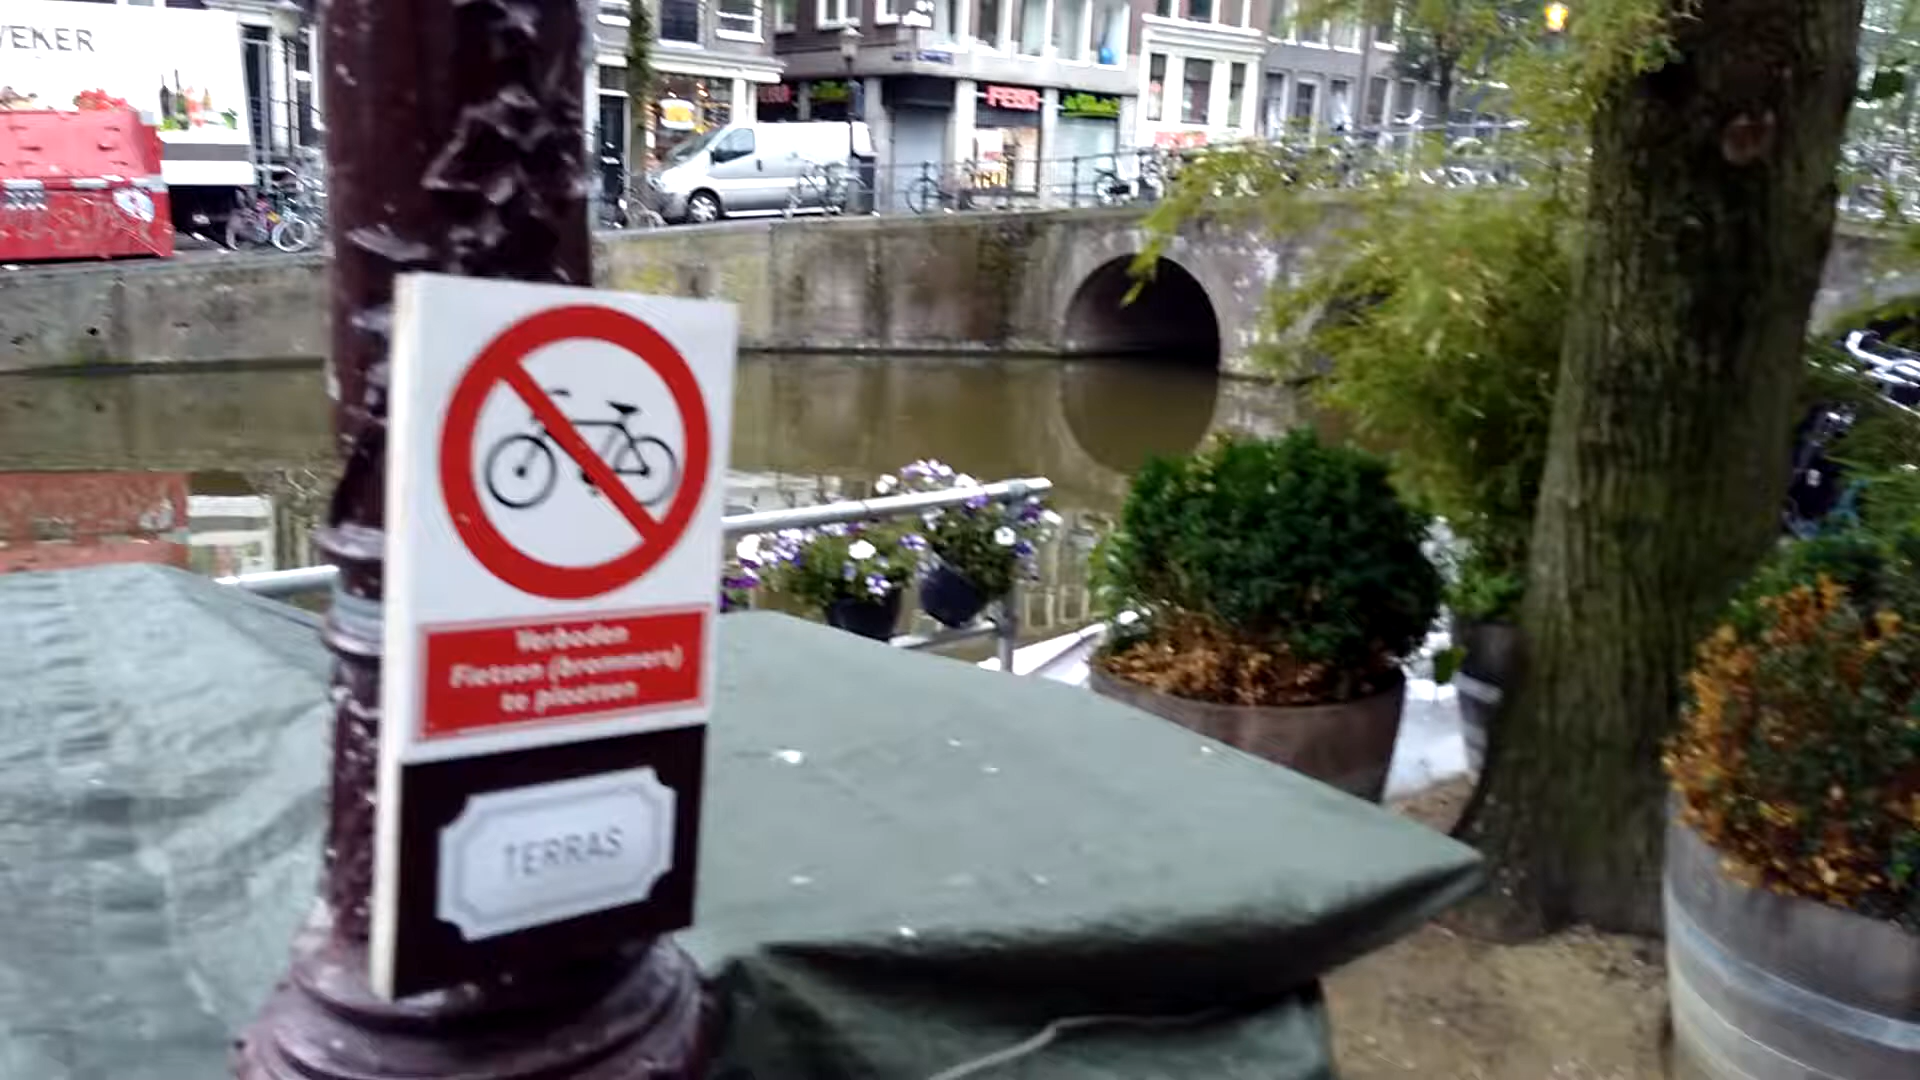 VEKER
FEBO
Verboden
Fietsen (brommers)
te plaatsen
TERRAS